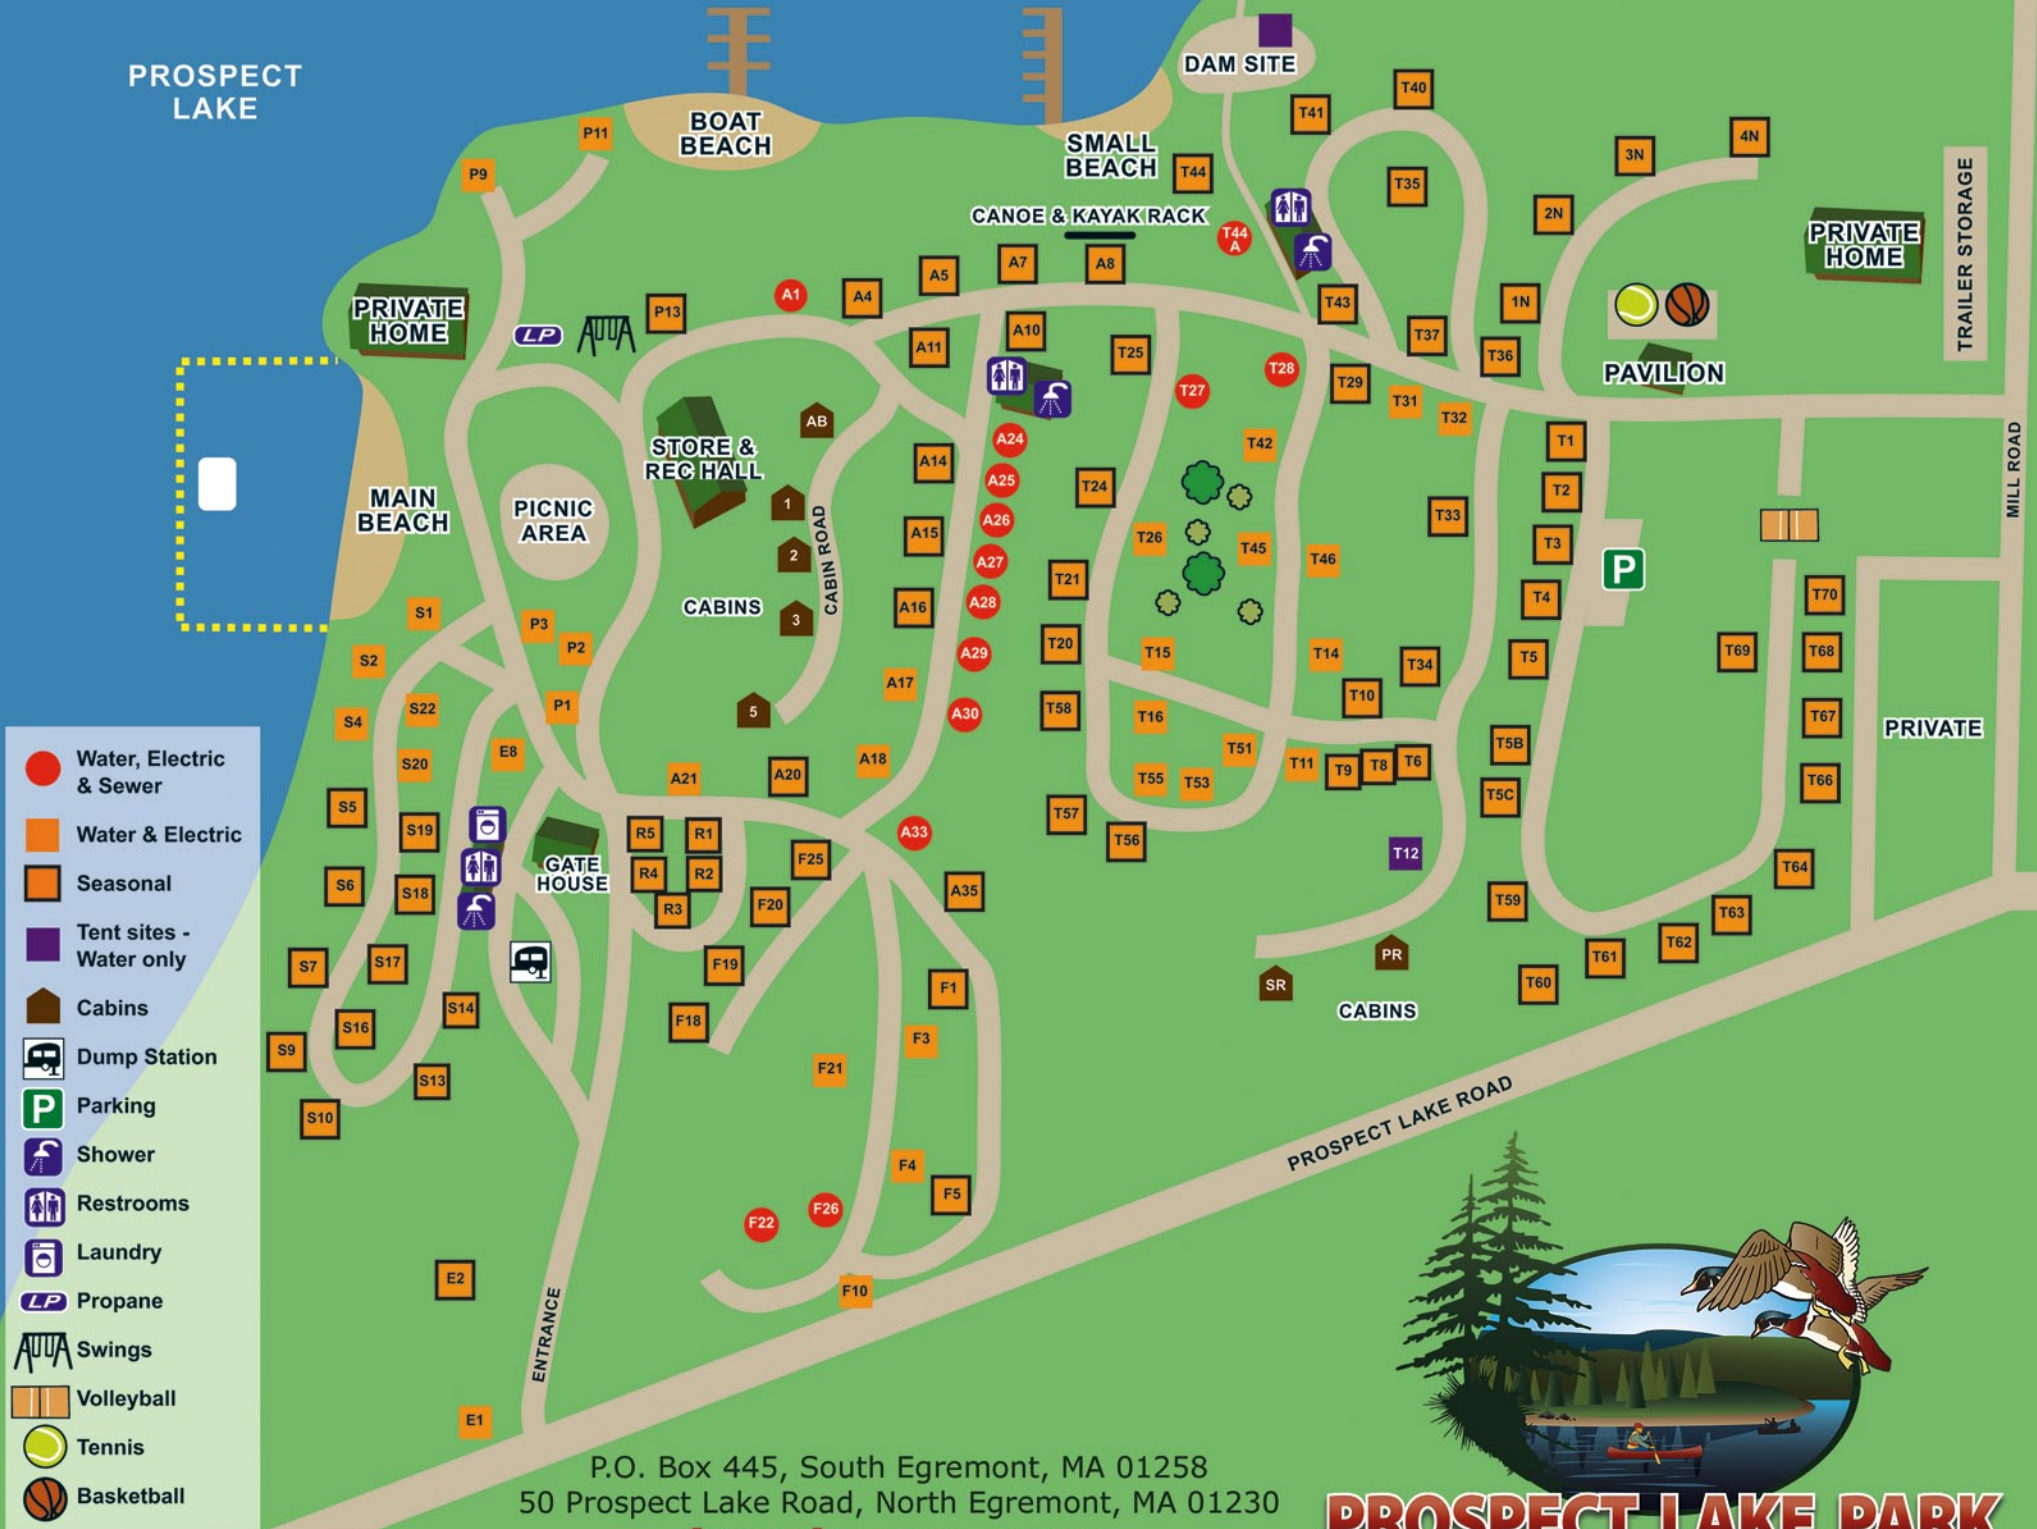 PROSPECT
LAKE
DAM SITE
T40
T41
BOAT
BEACH
P11
SMALL
BEACH
4N
3N
P9
T44
T35
2N
CANOE & KAYAK RACK
T44
A
PRIVATE
HOME
TRAILER STORAGE
A7
A8
A5
A1
A4
P13
PRIVATE
HOME
LP
T43
1N
A10
A11
T25
T37
T36
PAVILION
T28
T27
T29
T31
T32
AB
STORE &
REC HALL
A24
T42
T1
MILL ROAD
A14
A25
T24
T2
1
MAIN
BEACH
PICNIC
AREA
CABIN ROAD
A26
A15
T33
T26
T45
T46
T3
2
A27
T21
P
CABINS
A28
A16
T4
T70
S1
P3
P2
3
T20
A29
T15
T14
T34
T5
T69
T68
S2
A17
T10
S22
S4
P1
5
A30
T58
T16
T67
PRIVATE
T5B
T51
S20
E8
A21
A20
A18
T55
T53
T11
T9
T8
T6
T66
T5C
S5
S19
T57
T56
R5
R1
A33
T12
GATE
HOUSE
F25
R4
R2
S6
S18
R3
F20
A35
T59
T64
T63
T62
T61
T60
S7
S17
F19
PR
SR
CABINS
F1
S14
S16
F18
F3
S9
F21
S13
S10
PROSPECT LAKE ROAD
F4
F5
F26
F22
E2
F10
ENTRANCE
E1
Water, Electric
& Sewer
Water & Electric
Seasonal
Tent sites -
Water only
Cabins
Dump Station
P Parking
Shower
Restrooms
Laundry
LP Propane
Swings
Volleyball
Tennis
Basketball
P.O. Box 445, South Egremont, MA 01258
50 Prospect Lake Road, North Egremont, MA 01230
PROSPECT LAKE PARK